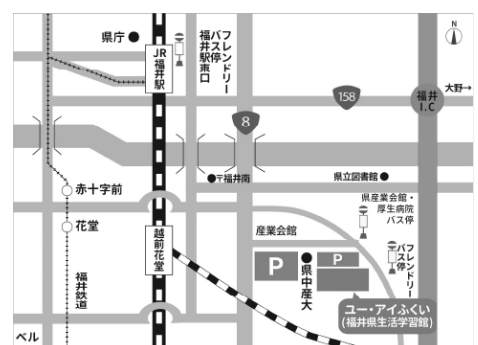 県庁
JR
福井駅
フレンドリー
バス停
福井駅東口
N
大野→
158
福井
I.C
8
〒福井南
県立図書館
赤十字前
県産業会館・
厚生病院
バス停
花堂
越前花堂
産業会館
P
P
県中産大
フレンドリー
バス停
福井鉄道
ユー・アイふくい
(福井県生活学習館)
ベル